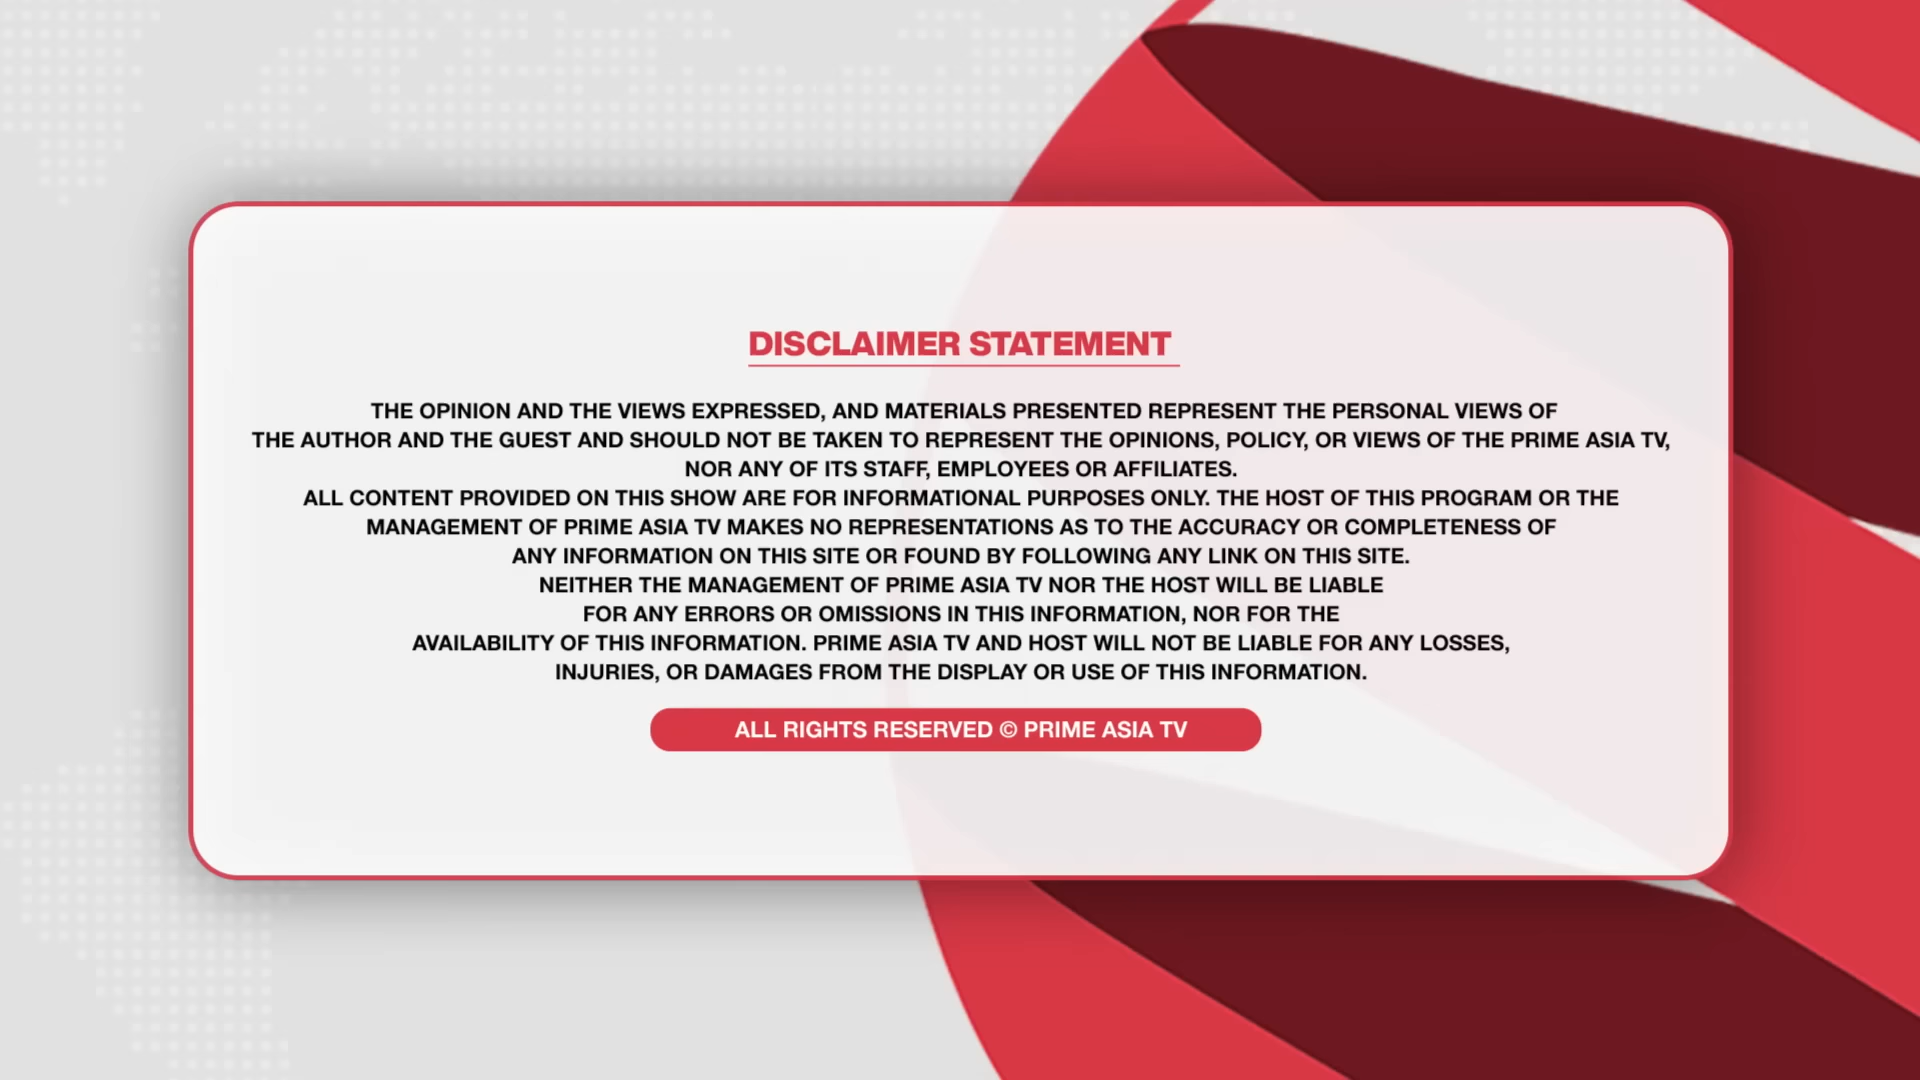 DISCLAIMER STATEMENT
THE OPINION AND THE VIEWS EXPRESSED, AND MATERIALS PRESENTED REPRESENT THE PERSONAL VIEWS OF
THE AUTHOR AND THE GUEST AND SHOULD NOT BE TAKEN TO REPRESENT THE OPINIONS, POLICY, OR VIEWS OF THE PRIME ASIA TV,
NOR ANY OF ITS STAFF, EMPLOYEES OR AFFILIATES.
ALL CONTENT PROVIDED ON THIS SHOW ARE FOR INFORMATIONAL PURPOSES ONLY. THE HOST OF THIS PROGRAM OR THE
MANAGEMENT OF PRIME ASIA TV MAKES NO REPRESENTATIONS AS TO THE ACCURACY OR COMPLETENESS OF
ANY INFORMATION ON THIS SITE OR FOUND BY FOLLOWING ANY LINK ON THIS SITE.
NEITHER THE MANAGEMENT OF PRIME ASIA TV NOR THE HOST WILL BE LIABLE
FOR ANY ERRORS OR OMISSIONS IN THIS INFORMATION, NOR FOR THE
AVAILABILITY OF THIS INFORMATION. PRIME ASIA TV AND HOST WILL NOT BE LIABLE FOR ANY LOSSES,
INJURIES, OR DAMAGES FROM THE DISPLAY OR USE OF THIS INFORMATION.
ALL RIGHTS RESERVED © PRIME ASIA TV